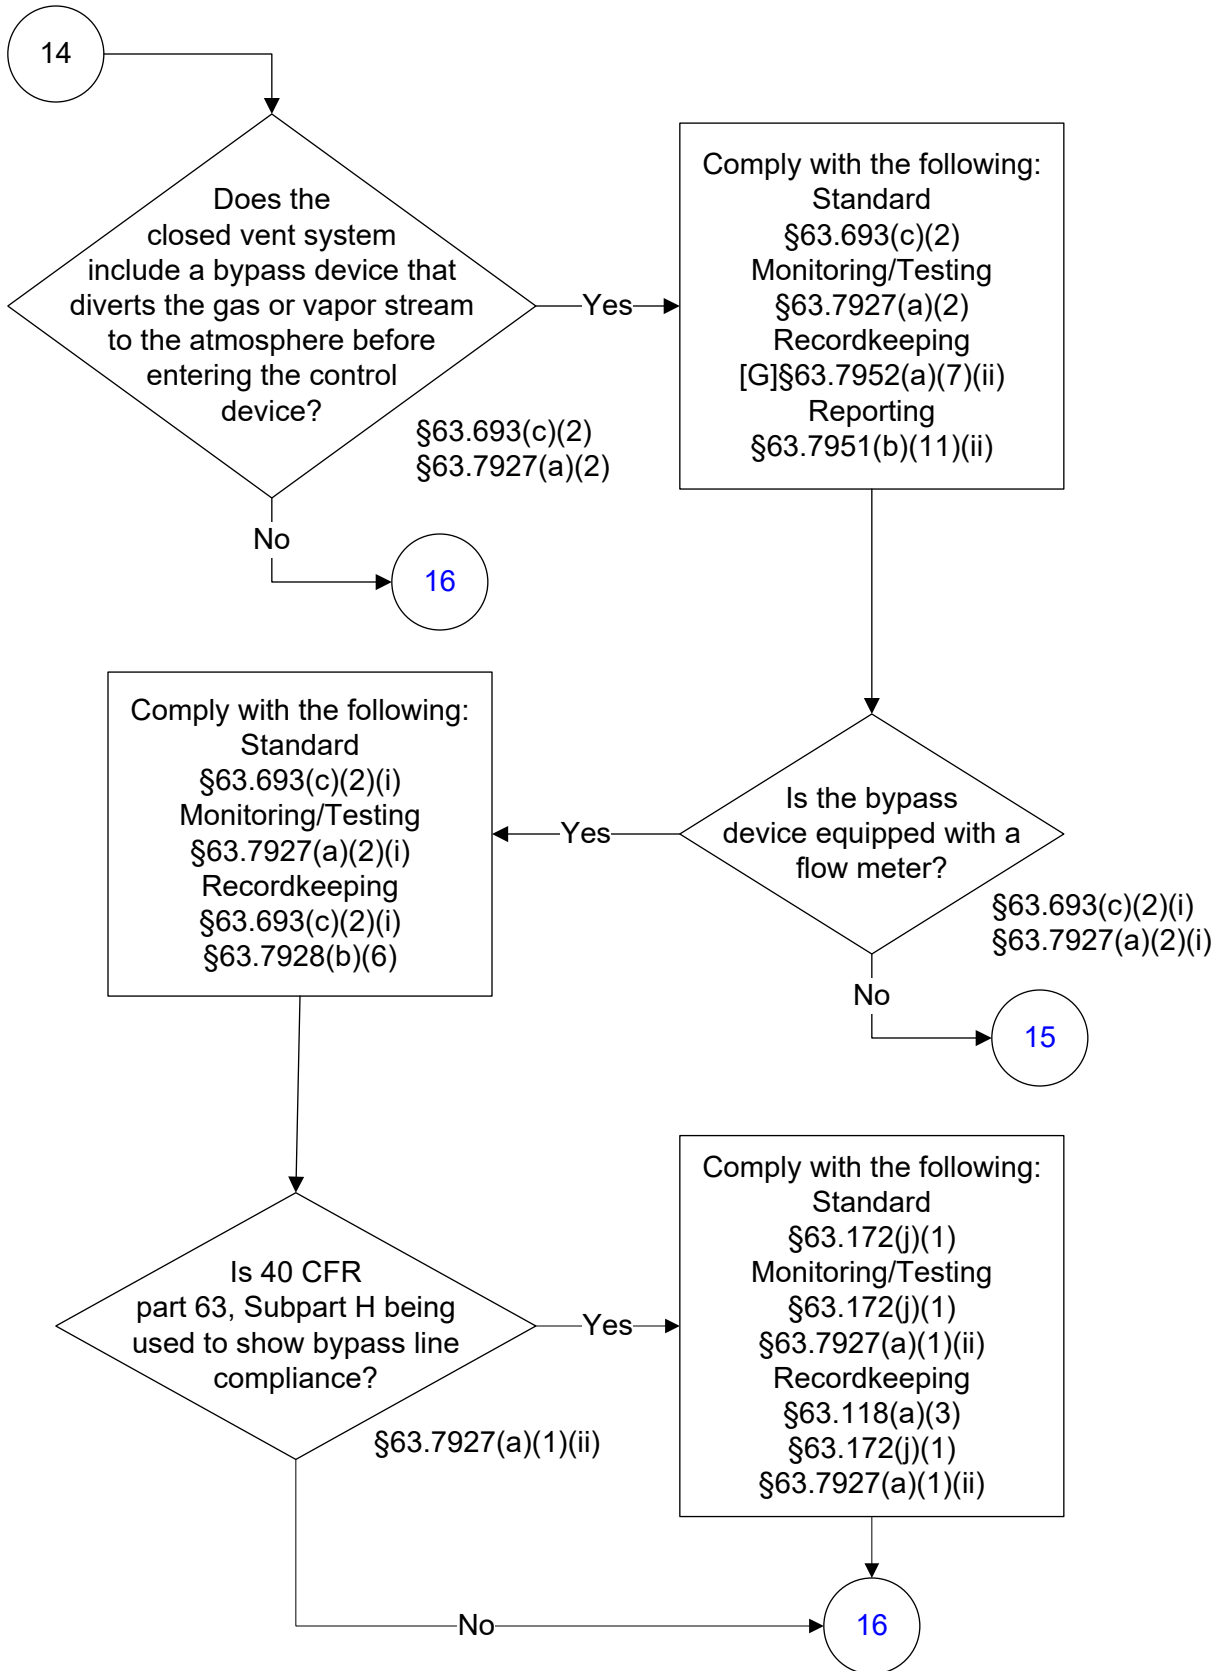 14
Does the
closed vent system
include a bypass device that
diverts the gas or vapor stream
to the atmosphere before
entering the control
device?
§63.693(c)(2)
§63.7927(a)(2)
Yes
Comply with the following:
Standard
§63.693(c)(2)
Monitoring/Testing
§63.7927(a)(2)
Recordkeeping
[G]§63.7952(a)(7)(ii)
Reporting
§63.7951(b)(11)(ii)
No
16
Is the bypass
device equipped with a
flow meter?
§63.693(c)(2)(i)
§63.7927(a)(2)(i)
Yes
Comply with the following:
Standard
§63.693(c)(2)(i)
Monitoring/Testing
§63.7927(a)(2)(i)
Recordkeeping
§63.693(c)(2)(i)
§63.7928(b)(6)
No
15
Is 40 CFR
part 63, Subpart H being
used to show bypass line
compliance?
§63.7927(a)(1)(ii)
Yes
Comply with the following:
Standard
§63.172(j)(1)
Monitoring/Testing
§63.172(j)(1)
§63.7927(a)(1)(ii)
Recordkeeping
§63.118(a)(3)
§63.172(j)(1)
§63.7927(a)(1)(ii)
No
16